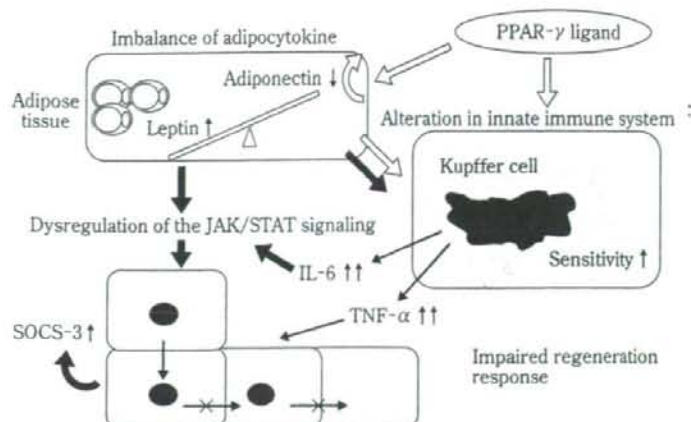 Imbalance of adipocytokine
PPAR-γ ligand
Adiponectin ↓
Adipose
tissue
Leptin ↑
Alteration in innate immune system
Kupffer cell
Dysregulation of the JAK/STAT signaling
Sensitivity ↑
IL-6 ↑↑
TNF-α ↑↑
SOCS-3 ↑
Impaired regeneration
response